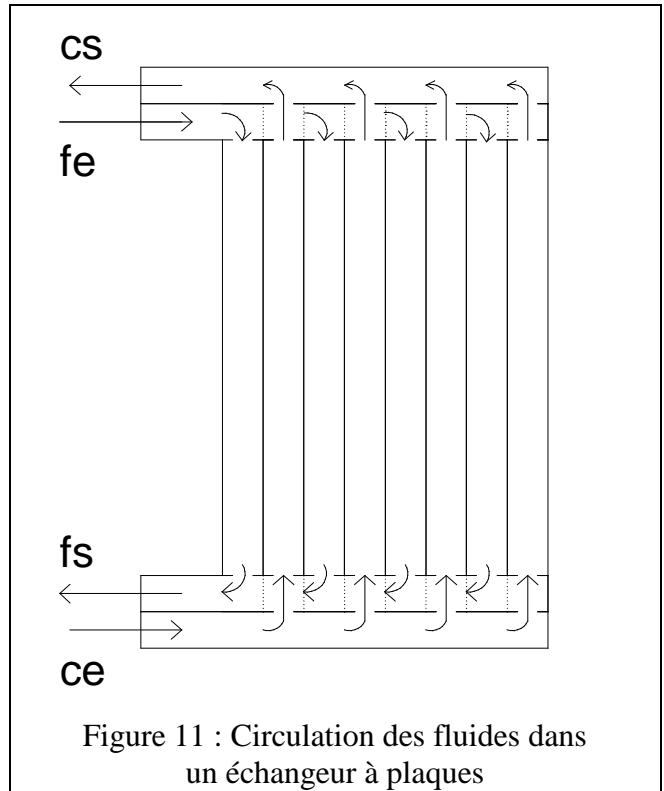 cs
fe
fs
ce
Figure 11 : Circulation des fluides dans
un échangeur à plaques